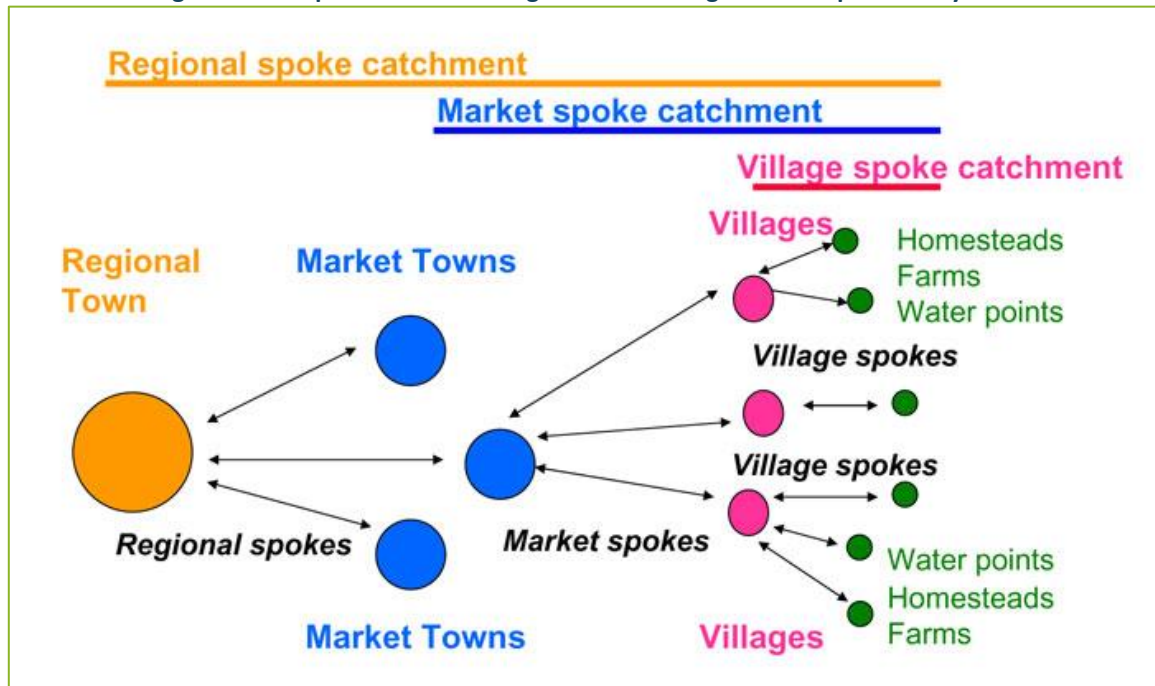 Regional spoke catchment
Market spoke catchment
Village spoke catchment
Villages
Regional
Town
Market Towns
Homesteads
Farms
Water points
Village spokes
Village spokes
Regional spokes
Market spokes
Water points
Homesteads
Farms
Market Towns
Villages